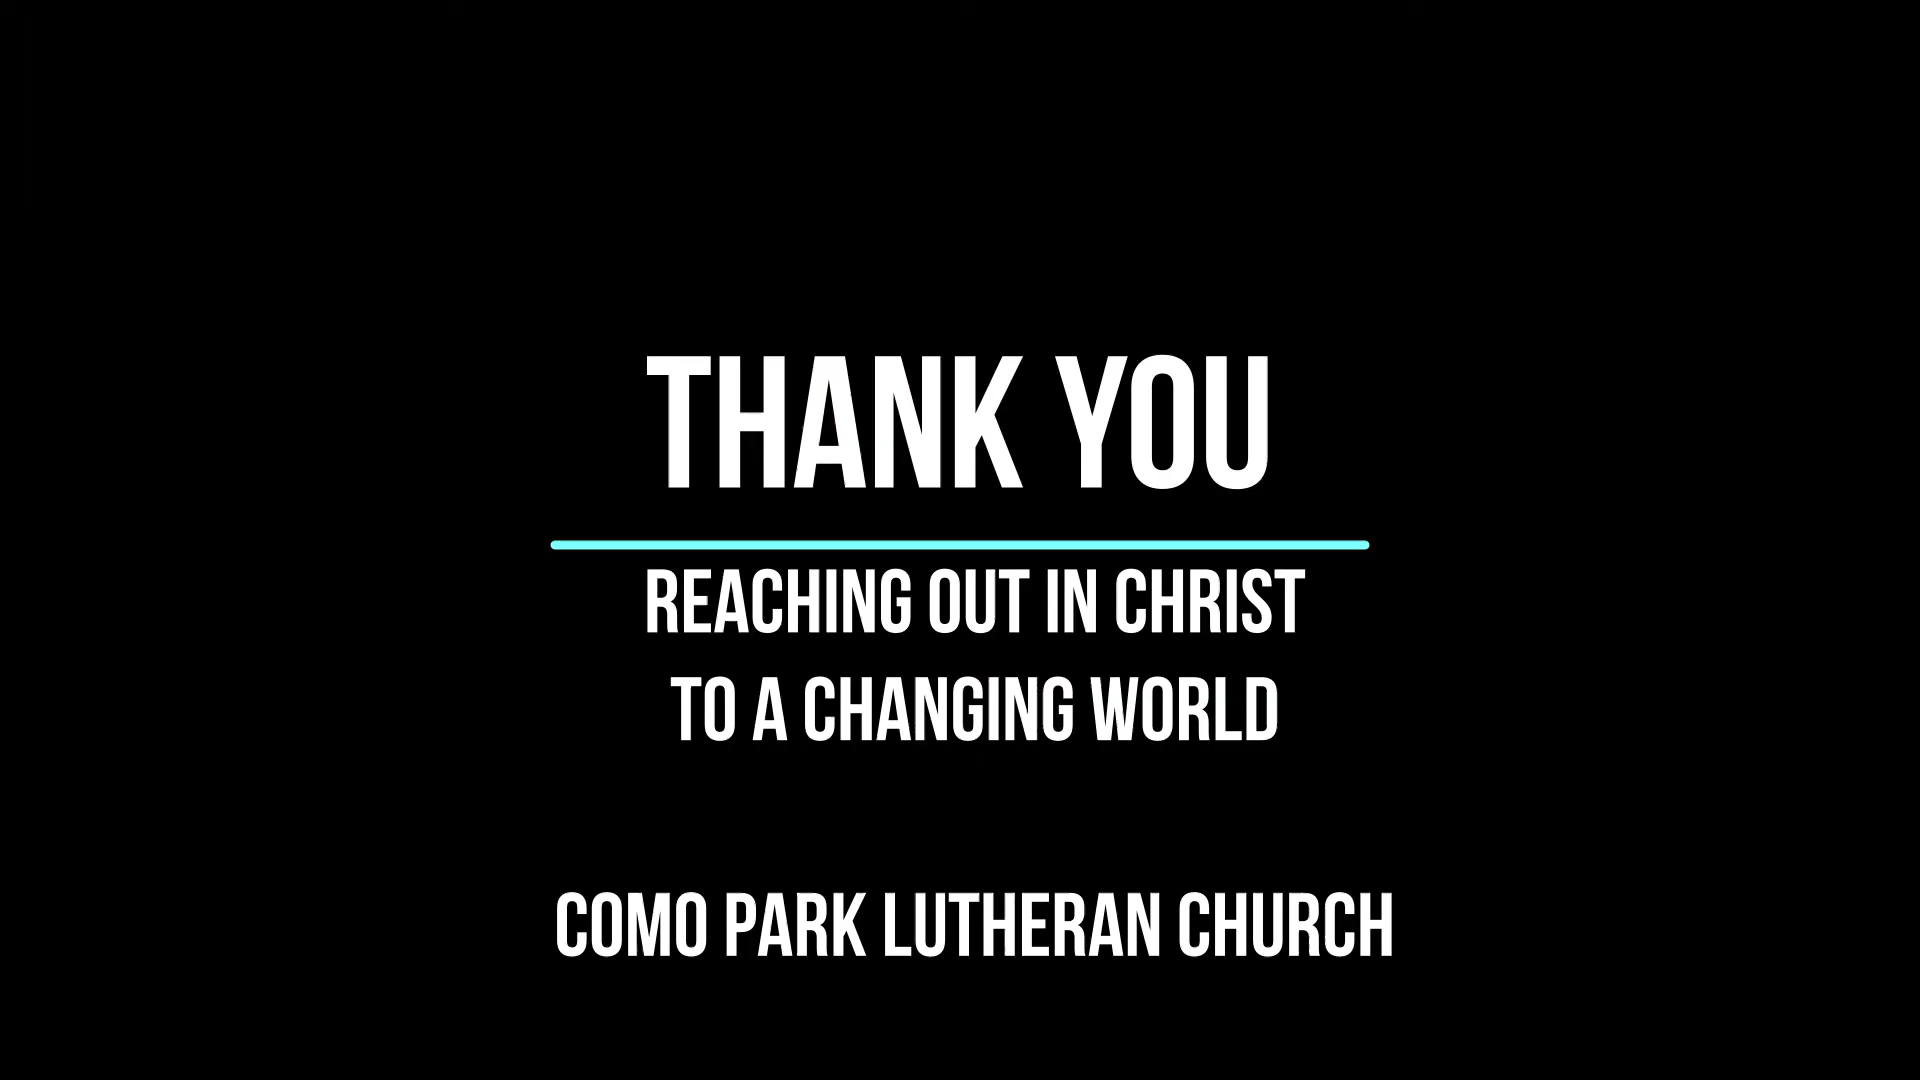 THANK YOU
REACHING OUT IN CHRIST
TO A CHANGING WORLD
COMO PARK LUTHERAN CHURCH